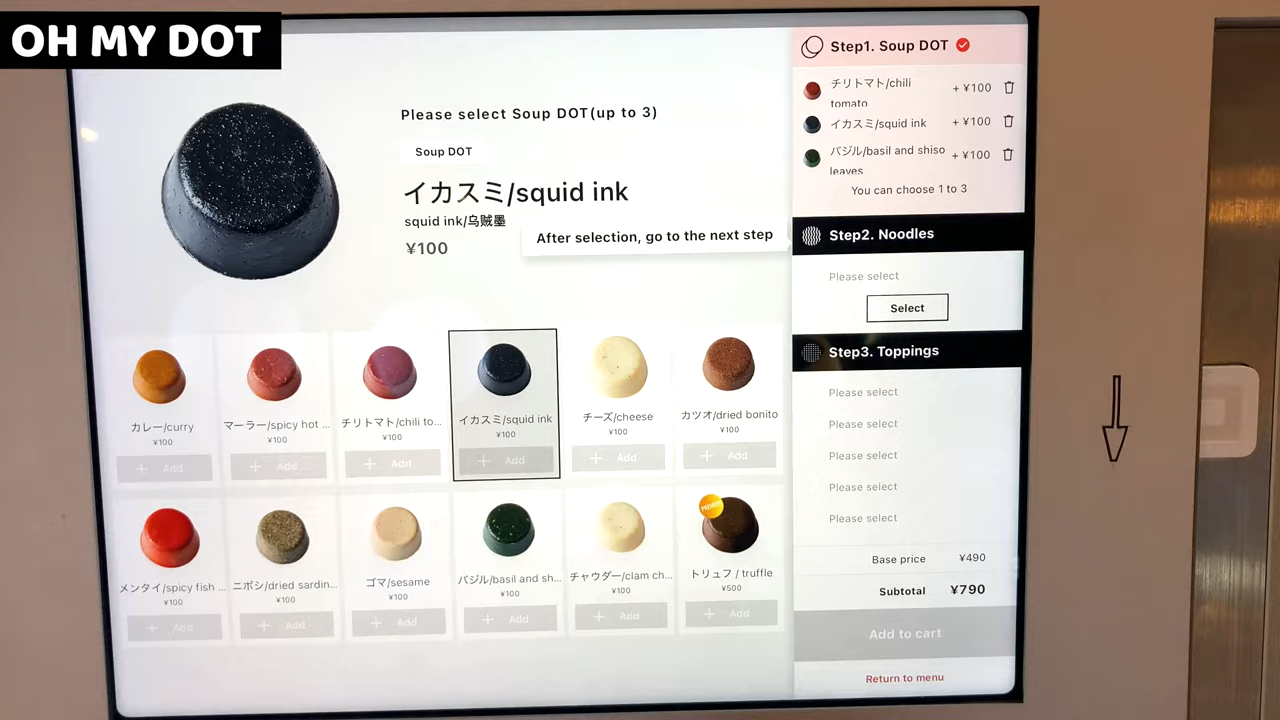 OH MY DOT
Please select Soup DOT(up to 3)
Soup DOT
イカスミ/squid ink
squid ink/乌贼墨
¥100
After selection, go to the next step
カレー/curry
¥100
+ Add
マーラー/spicy hot ...
¥100
+ Add
チリトマト/chili to...
¥100
+ Add
イカスミ/squid ink
¥100
+ Add
チーズ/cheese
¥100
+ Add
カツオ/dried bonito
¥100
+ Add
メンタイ/spicy fish ...
¥100
+ Add
ニボシ/dried sardin...
¥100
+ Add
ゴマ/sesame
¥100
+ Add
バジル/basil and sh...
¥100
+ Add
チャウダー/clam ch...
¥100
+ Add
トリュフ / truffle
¥500
+ Add
Step1. Soup DOT
チリトマト/chili
tomato
+ ¥100
イカスミ/squid ink
+ ¥100
バジル/basil and shiso
leaves
+ ¥100
You can choose 1 to 3
Step2. Noodles
Please select
Select
Step3. Toppings
Please select
Please select
Please select
Please select
Please select
Base price ¥490
Subtotal ¥790
Add to cart
Return to menu